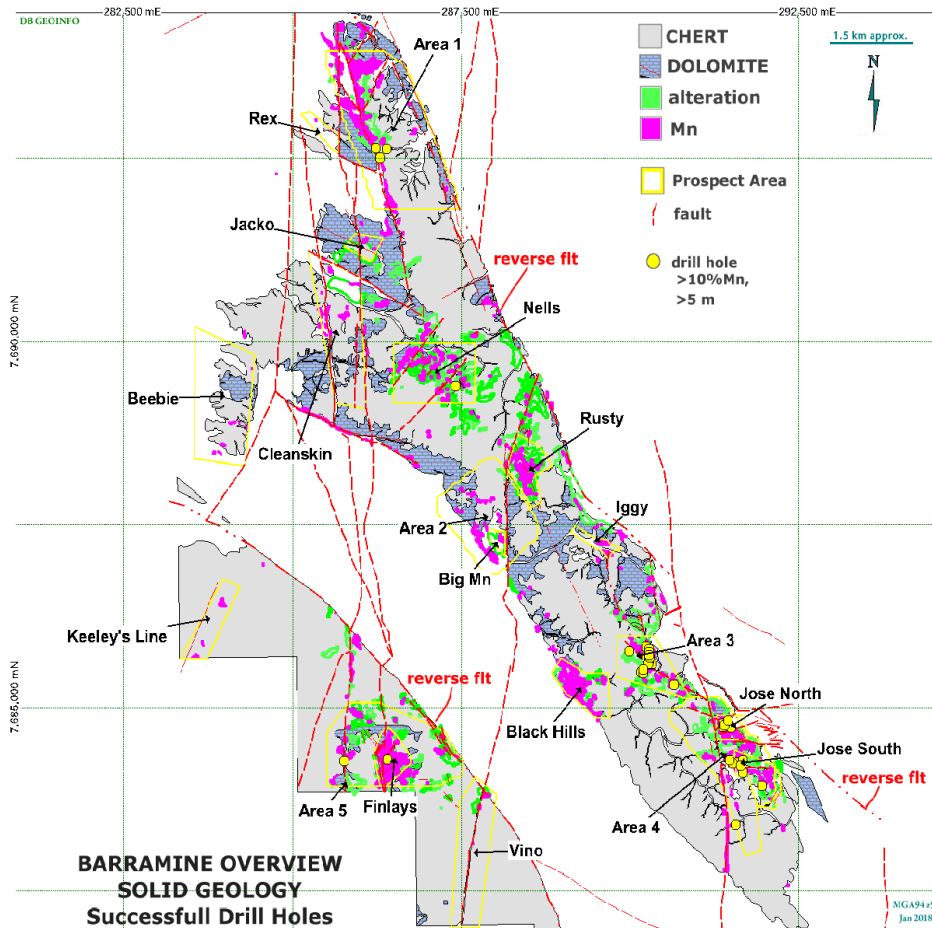 282,500 mE
287,500 mE
292,500 mE
DB GEOINFO
1.5 km approx.
N
CHERT
DOLOMITE
alteration
Mn
Prospect Area
fault
drill hole
>10%Mn,
>5 m
Area 1
Rex
Jacko
reverse flt
Nells
7,690,000 mN
Beebie
Cleanskin
Rusty
Area 2
Iggy
Big Mn
Keeley's Line
Area 3
reverse flt
Jose North
7,685,000 mN
Black Hills
Jose South
reverse flt
Area 5
Finlays
Area 4
Vino
BARRAMINE OVERVIEW
SOLID GEOLOGY
Successfull Drill Holes
Jan 2018